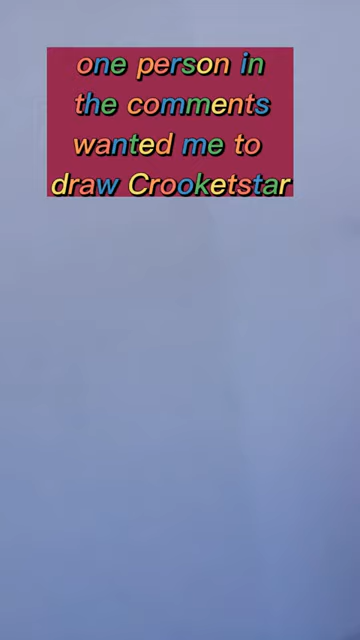 one person in
the comments
wanted me to
draw Crooketstar